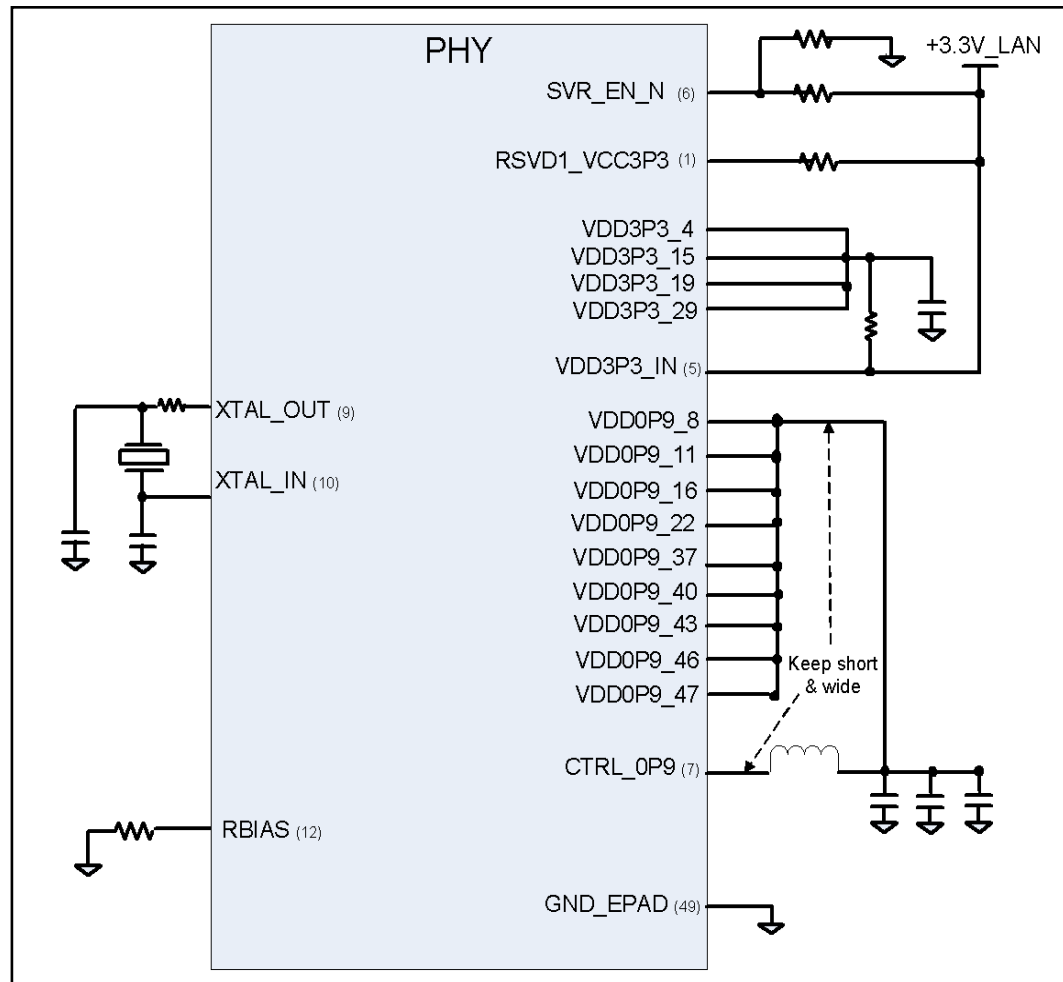 PHY
+3.3V_LAN
SVR_EN_N (6)
RSVD1_VCC3P3 (1)
VDD3P3_4
VDD3P3_15
VDD3P3_19
VDD3P3_29
VDD3P3_IN (5)
XTAL_OUT (9)
XTAL_IN (10)
VDD0P9_8
VDD0P9_11
VDD0P9_16
VDD0P9_22
VDD0P9_37
VDD0P9_40
VDD0P9_43
VDD0P9_46
VDD0P9_47
Keep short
& wide
CTRL_0P9 (7)
RBIAS (12)
GND_EPAD (49)